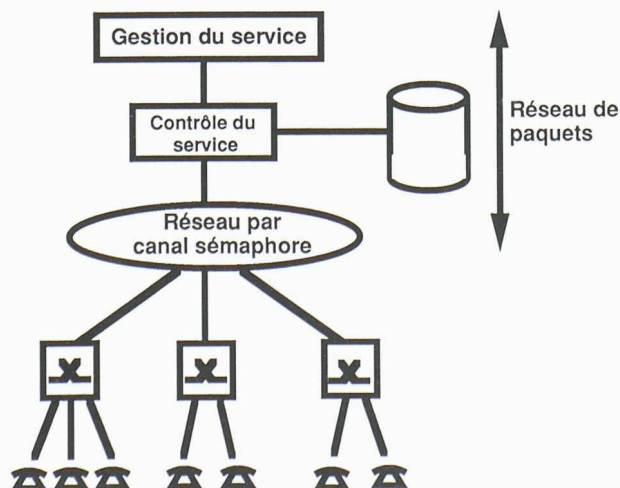 Gestion du service
Contrôle du
service
Réseau de
paquets
Réseau par
canal sémaphore
X
X
X